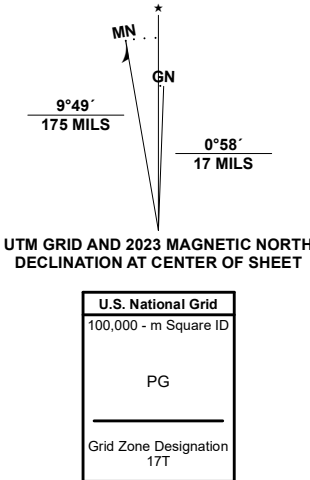 ★
MN
GN
9°49´
175 MILS
0°58´
17 MILS
UTM GRID AND 2023 MAGNETIC NORTH
DECLINATION AT CENTER OF SHEET
U.S. National Grid
100,000 - m Square ID
PG
Grid Zone Designation
17T